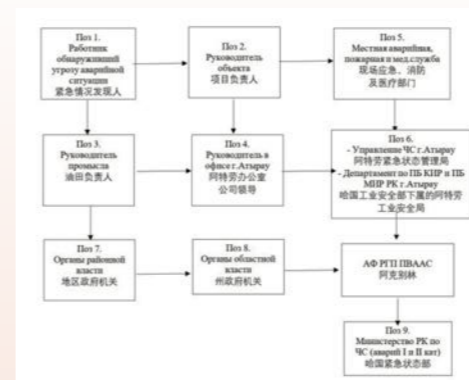 Поз 1.
Работник
обнаруживший
угрозу аварийной
ситуации
紧急情况发现人
Поз 2.
Руководитель
объекта
项目负责人
Поз 5.
Местная аварийная,
пожарная и мед.служба
现场应急、消防
及医疗部门
Поз 3.
Руководитель
промысла
油田负责人
Поз 4.
Руководитель в
офисе г.Атырау
阿特劳办公室
公司领导
Поз 6.
- Управление ЧС г.Атырау
阿特劳紧急状态管理局
- Департамент по ПБ КИР и ПБ
МИР РК г.Атырау
哈国工业安全部下属的阿特劳
工业安全局
Поз 7.
Органы районной
власти
地区政府机关
Поз 8.
Органы областной
власти
州政府机关
АФ РГП ПВААС
阿克别林
Поз 9.
Министерство РК по
ЧС (аварий I и II кат)
哈国紧急状态部